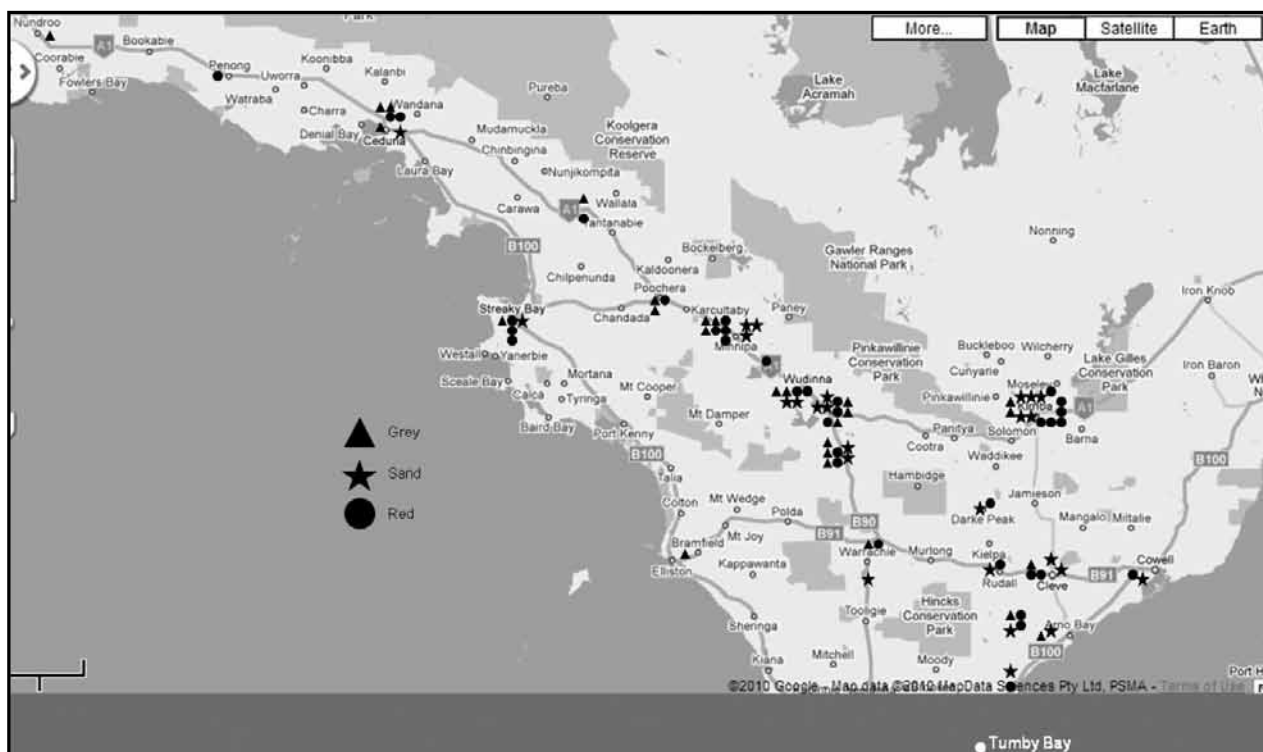 More...
Map
Satellite
Earth
Nundroo
A1
Bookabie
Coorabie
Fowlers Bay
Penong
Uworra
Koonibba
Kalanbi
Watraba
Charra
Wandana
Denial Bay
Ceduna
Pureba
Mudamuckla
Chinbingina
Laura Bay
Nunjikompita
Koolgera
Conservation
Reserve
Carawa
Wallala
A1
Yantanabie
B100
Lake
Acramah
Lake
Macfarlane
Bockelberg
Gawler Ranges
National Park
Nonning
Chilpenunda
Kaldoonera
Poochera
Iron Knob
Streaky Bay
Chandada
Karcultaby
Paney
Minnipa
Westall
Yanerbie
Pinkawillinie
Conservation
Park
Buckleboo
Wilcherry
Cunyarie
Lake Gilles
Conservation
Park
Iron Baron
A1
Wudinna
Moseley
Sceale Bay
Mortana
Mt Cooper
Calca
Tyringa
Pinkawillinie
Kimba
A1
Mt Damper
Baird Bay
Port Kenny
Panitya
Solomon
Cootra
Barna
Grey
B100
Waddikee
B100
Talia
Hambidge
Sand
Mt Wedge
Colton
Polda
Jamieson
Red
B90
Darke Peak
Mangalo
Miltalie
Mt Joy
B91
Bramfield
Warrachie
Murlong
Kielpa
Cowell
Elliston
Kappawanta
Rudall
Cleve
B91
Tooligie
Hincks
Conservation
Park
Sheringa
Arno Bay
B100
Mitchell
Moody
Kiana
Port H
©2010 Google - Map data ©2010 MapData Sciences Pty Ltd, PSMA - Terms of Use
Tumby Bay